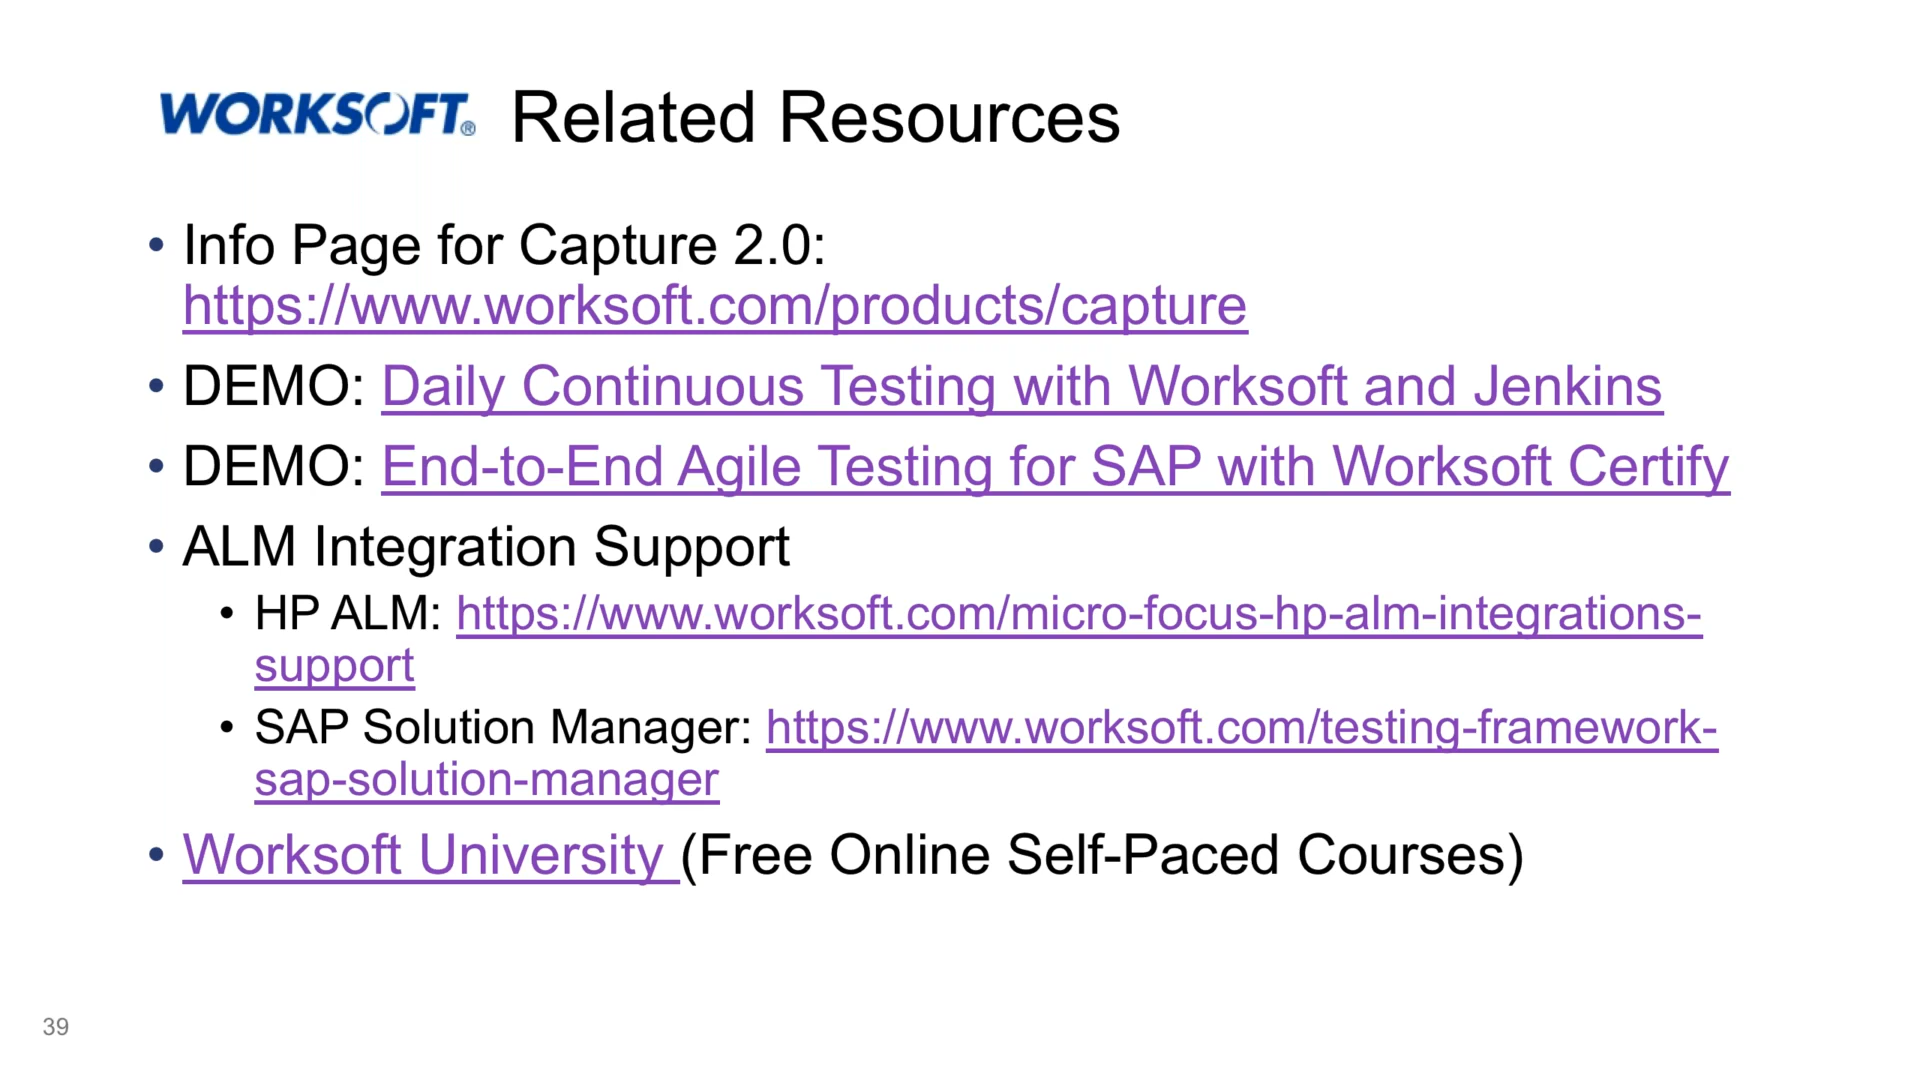 WORKSOFT® Related Resources
• Info Page for Capture 2.0:
https://www.worksoft.com/products/capture
• DEMO: Daily Continuous Testing with Worksoft and Jenkins
• DEMO: End-to-End Agile Testing for SAP with Worksoft Certify
• ALM Integration Support
• HP ALM: https://www.worksoft.com/micro-focus-hp-alm-integrations-
support
• SAP Solution Manager: https://www.worksoft.com/testing-framework-
sap-solution-manager
• Worksoft University (Free Online Self-Paced Courses)
39